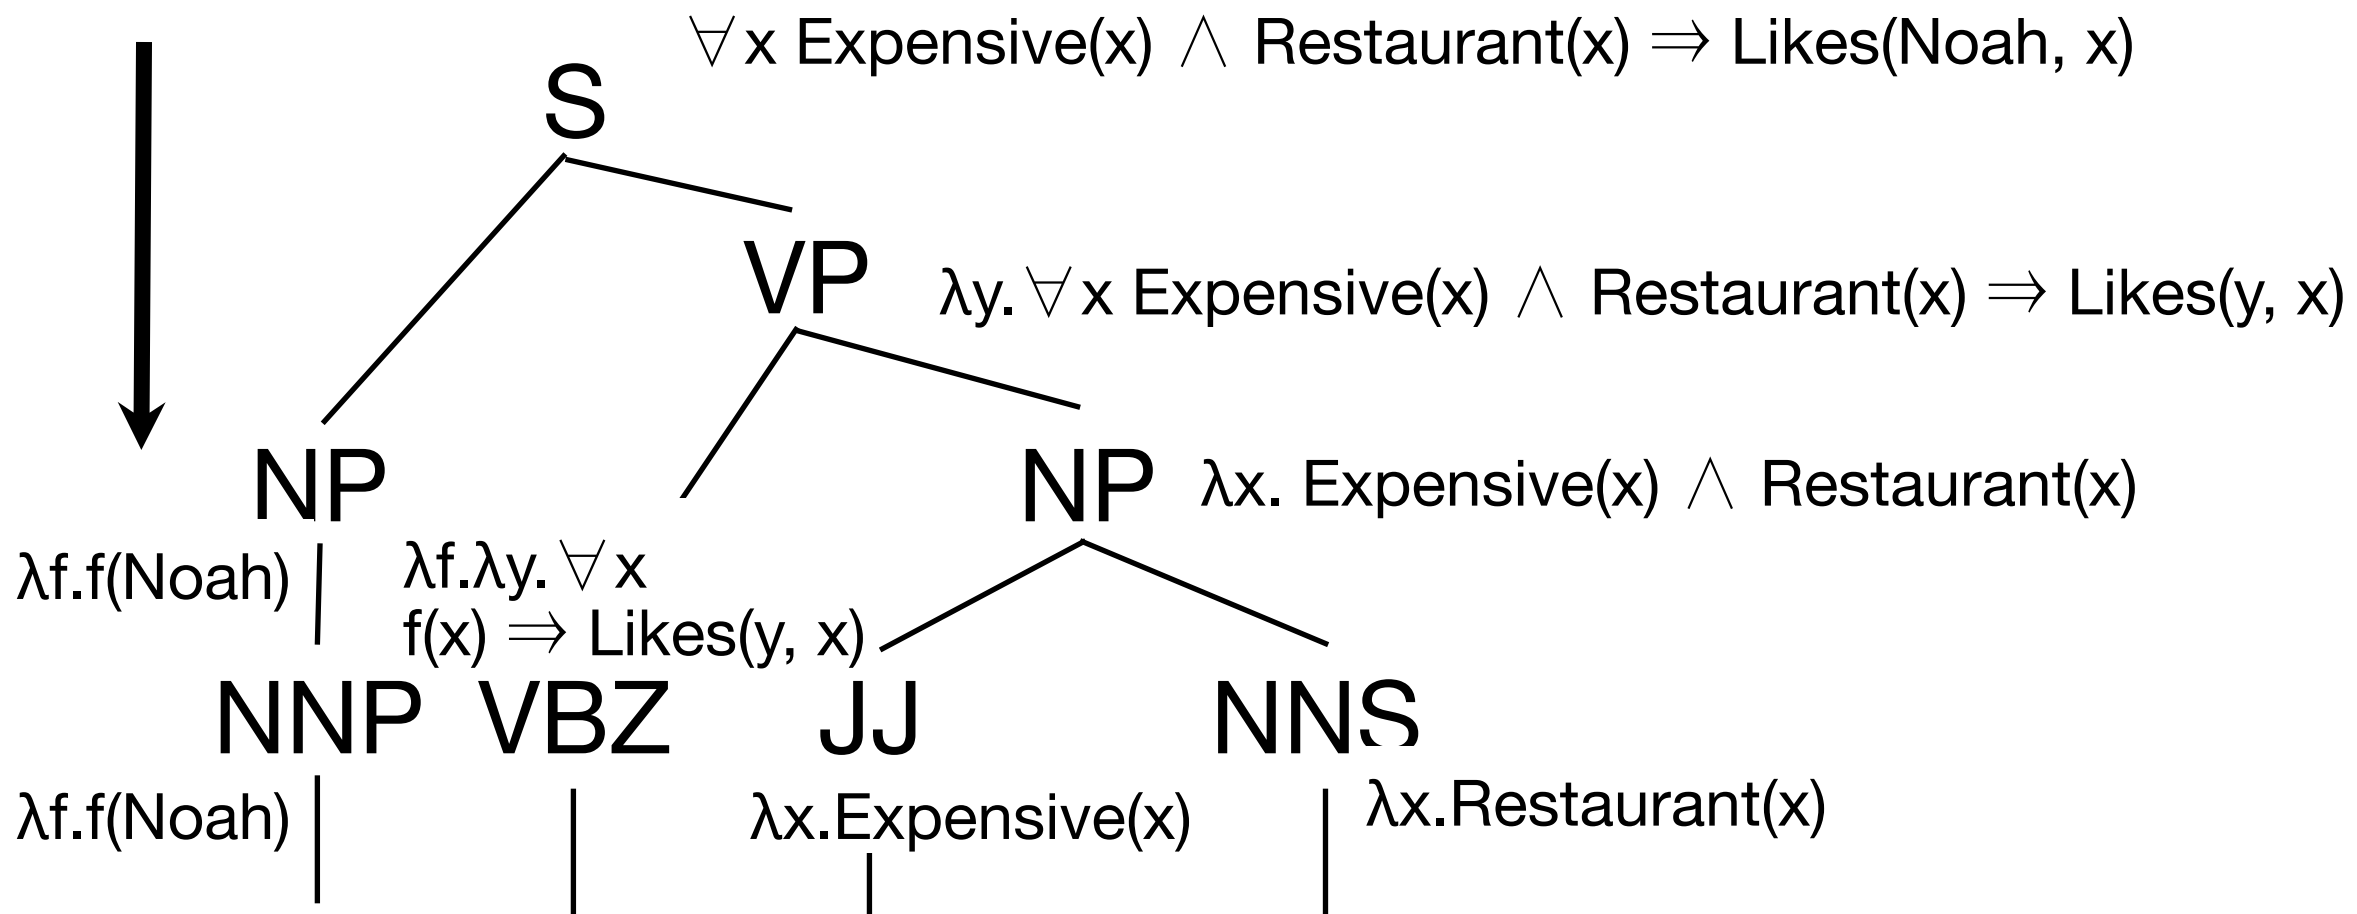 ∀x Expensive(x) ∧ Restaurant(x) ⇒ Likes(Noah, x)
S
VP
λy.∀x Expensive(x) ∧ Restaurant(x) ⇒ Likes(y, x)
NP
NP
λx. Expensive(x) ∧ Restaurant(x)
λf.f(Noah)
λf.λy.∀x
f(x) ⇒ Likes(y, x)
NNP
VBZ
JJ
NNS
λf.f(Noah)
λx.Expensive(x)
λx.Restaurant(x)